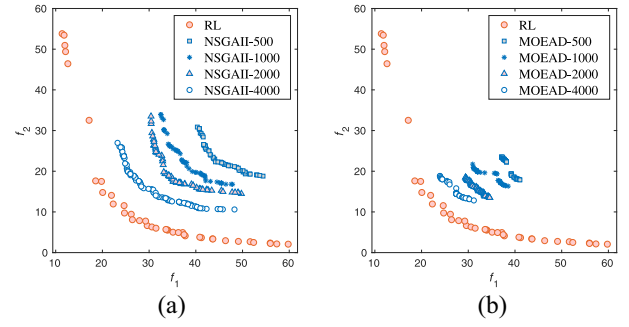 60
50
40
30
20
10
0
f2
10 20 30 40 50 60
f1
RL
NSGAII-500
NSGAII-1000
NSGAII-2000
NSGAII-4000
(a)
60
50
40
30
20
10
0
f2
10 20 30 40 50 60
f1
RL
MOEAD-500
MOEAD-1000
MOEAD-2000
MOEAD-4000
(b)